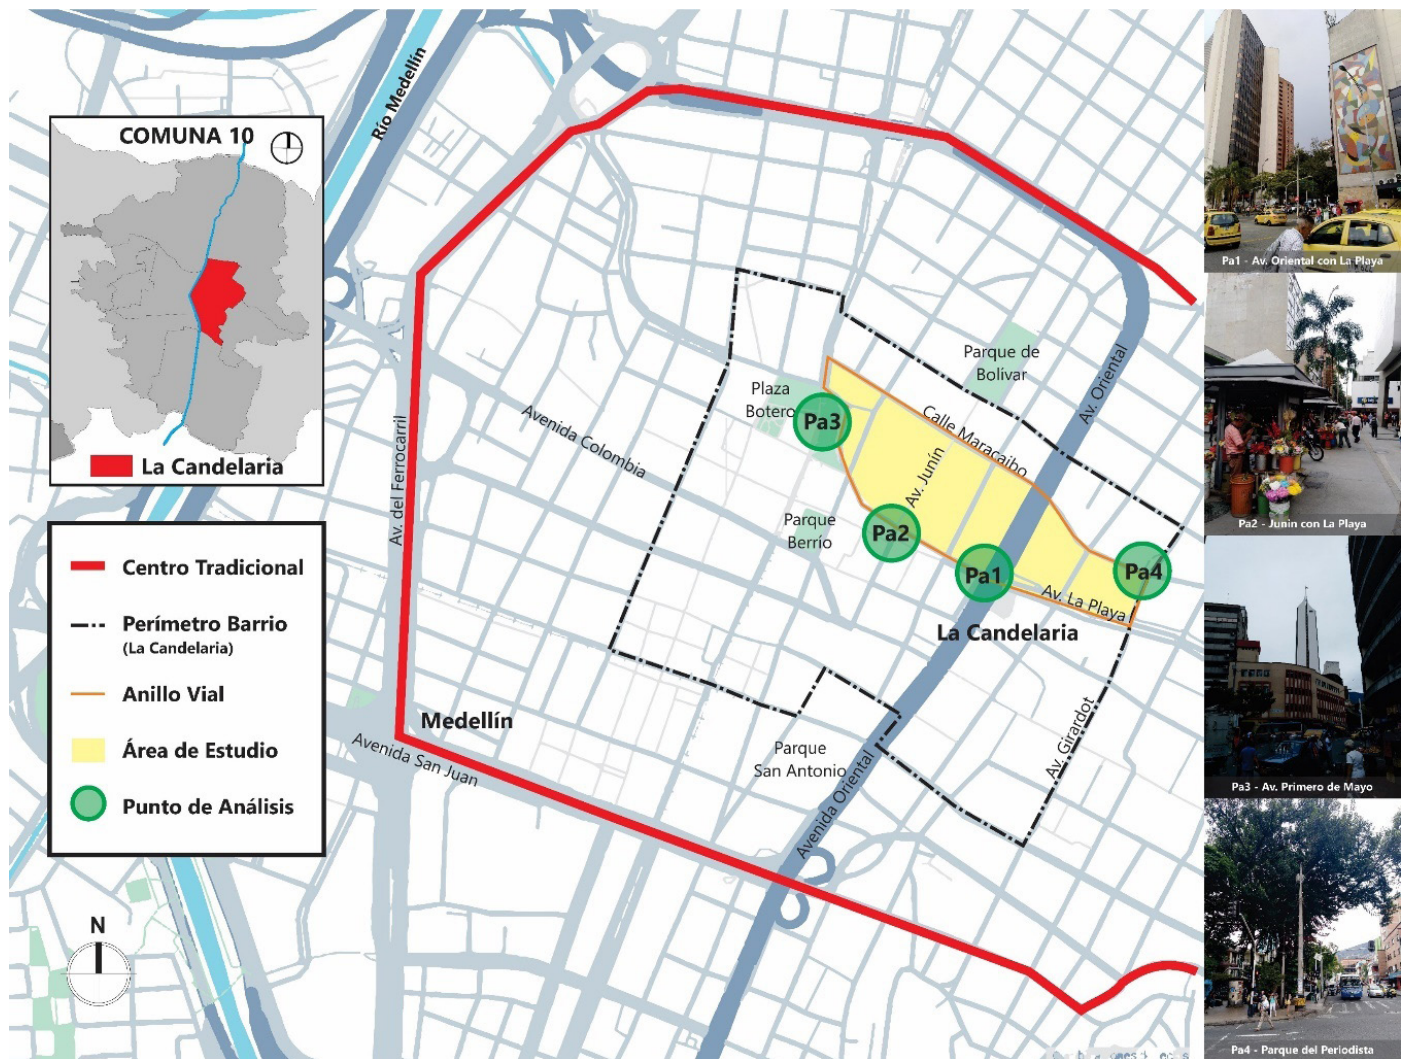 COMUNA 10
La Candelaria
Centro Tradicional
Perímetro Barrio
(La Candelaria)
Anillo Vial
Área de Estudio
Punto de Análisis
N
Río Medellín
Av. del Ferrocarril
Avenida Colombia
Plaza
Botero
Parque de
Bolívar
Av. Oriental
Calle Maracaibo
Av. Junin
Pa3
Parque
Berrío
Pa2
Pa1
Pa4
Av. La Playa
La Candelaria
Medellín
Avenida San Juan
Parque
San Antonio
Avenida Oriental
Av. Girardot
Pa1 - Av. Oriental con La Playa
Pa2 - Junin con La Playa
Pa3 - Av. Primero de Mayo
Pa4 - Parque del Periodista